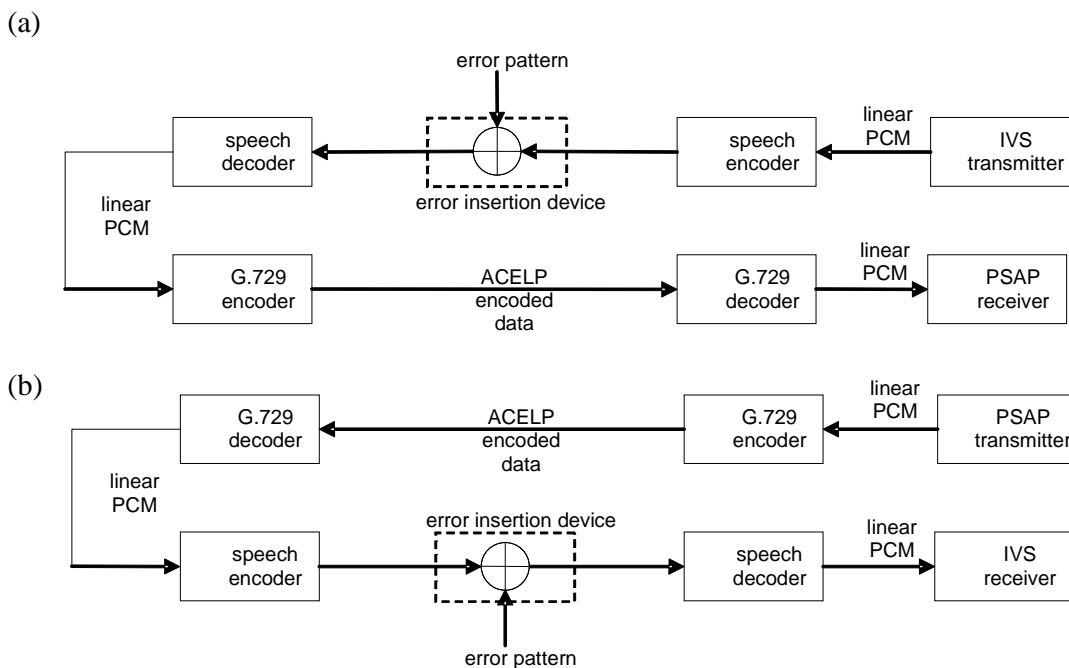 (a)
error pattern
speech
decoder
error insertion device
speech
encoder
linear
PCM
IVS
transmitter
linear
PCM
G.729
encoder
ACELP
encoded
data
G.729
decoder
linear
PCM
PSAP
receiver
(b)
G.729
decoder
ACELP
encoded
data
G.729
encoder
linear
PCM
PSAP
transmitter
linear
PCM
speech
encoder
error insertion device
error pattern
speech
decoder
linear
PCM
IVS
receiver